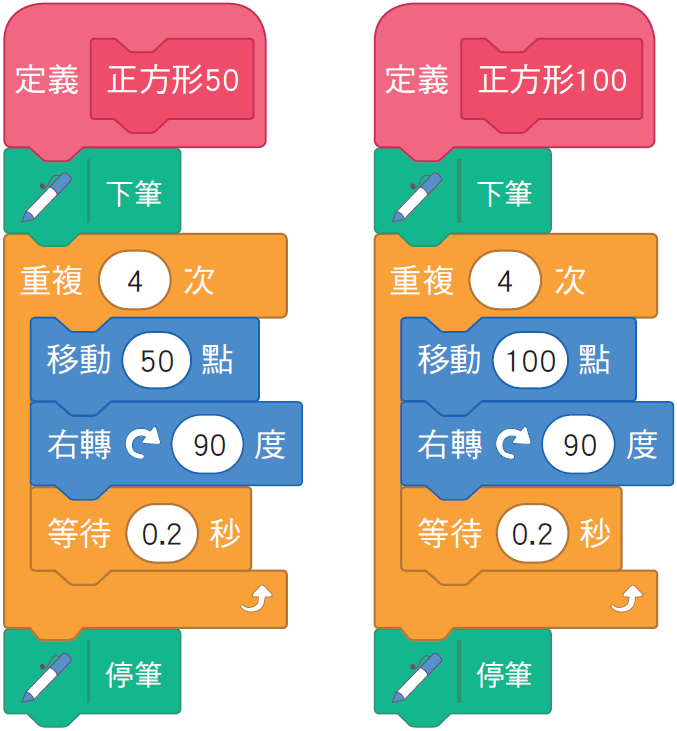 定義 正方形50
下筆
重複 4 次
移動 50 點
右轉 90 度
等待 0.2 秒
停筆
定義 正方形100
下筆
重複 4 次
移動 100 點
右轉 90 度
等待 0.2 秒
停筆